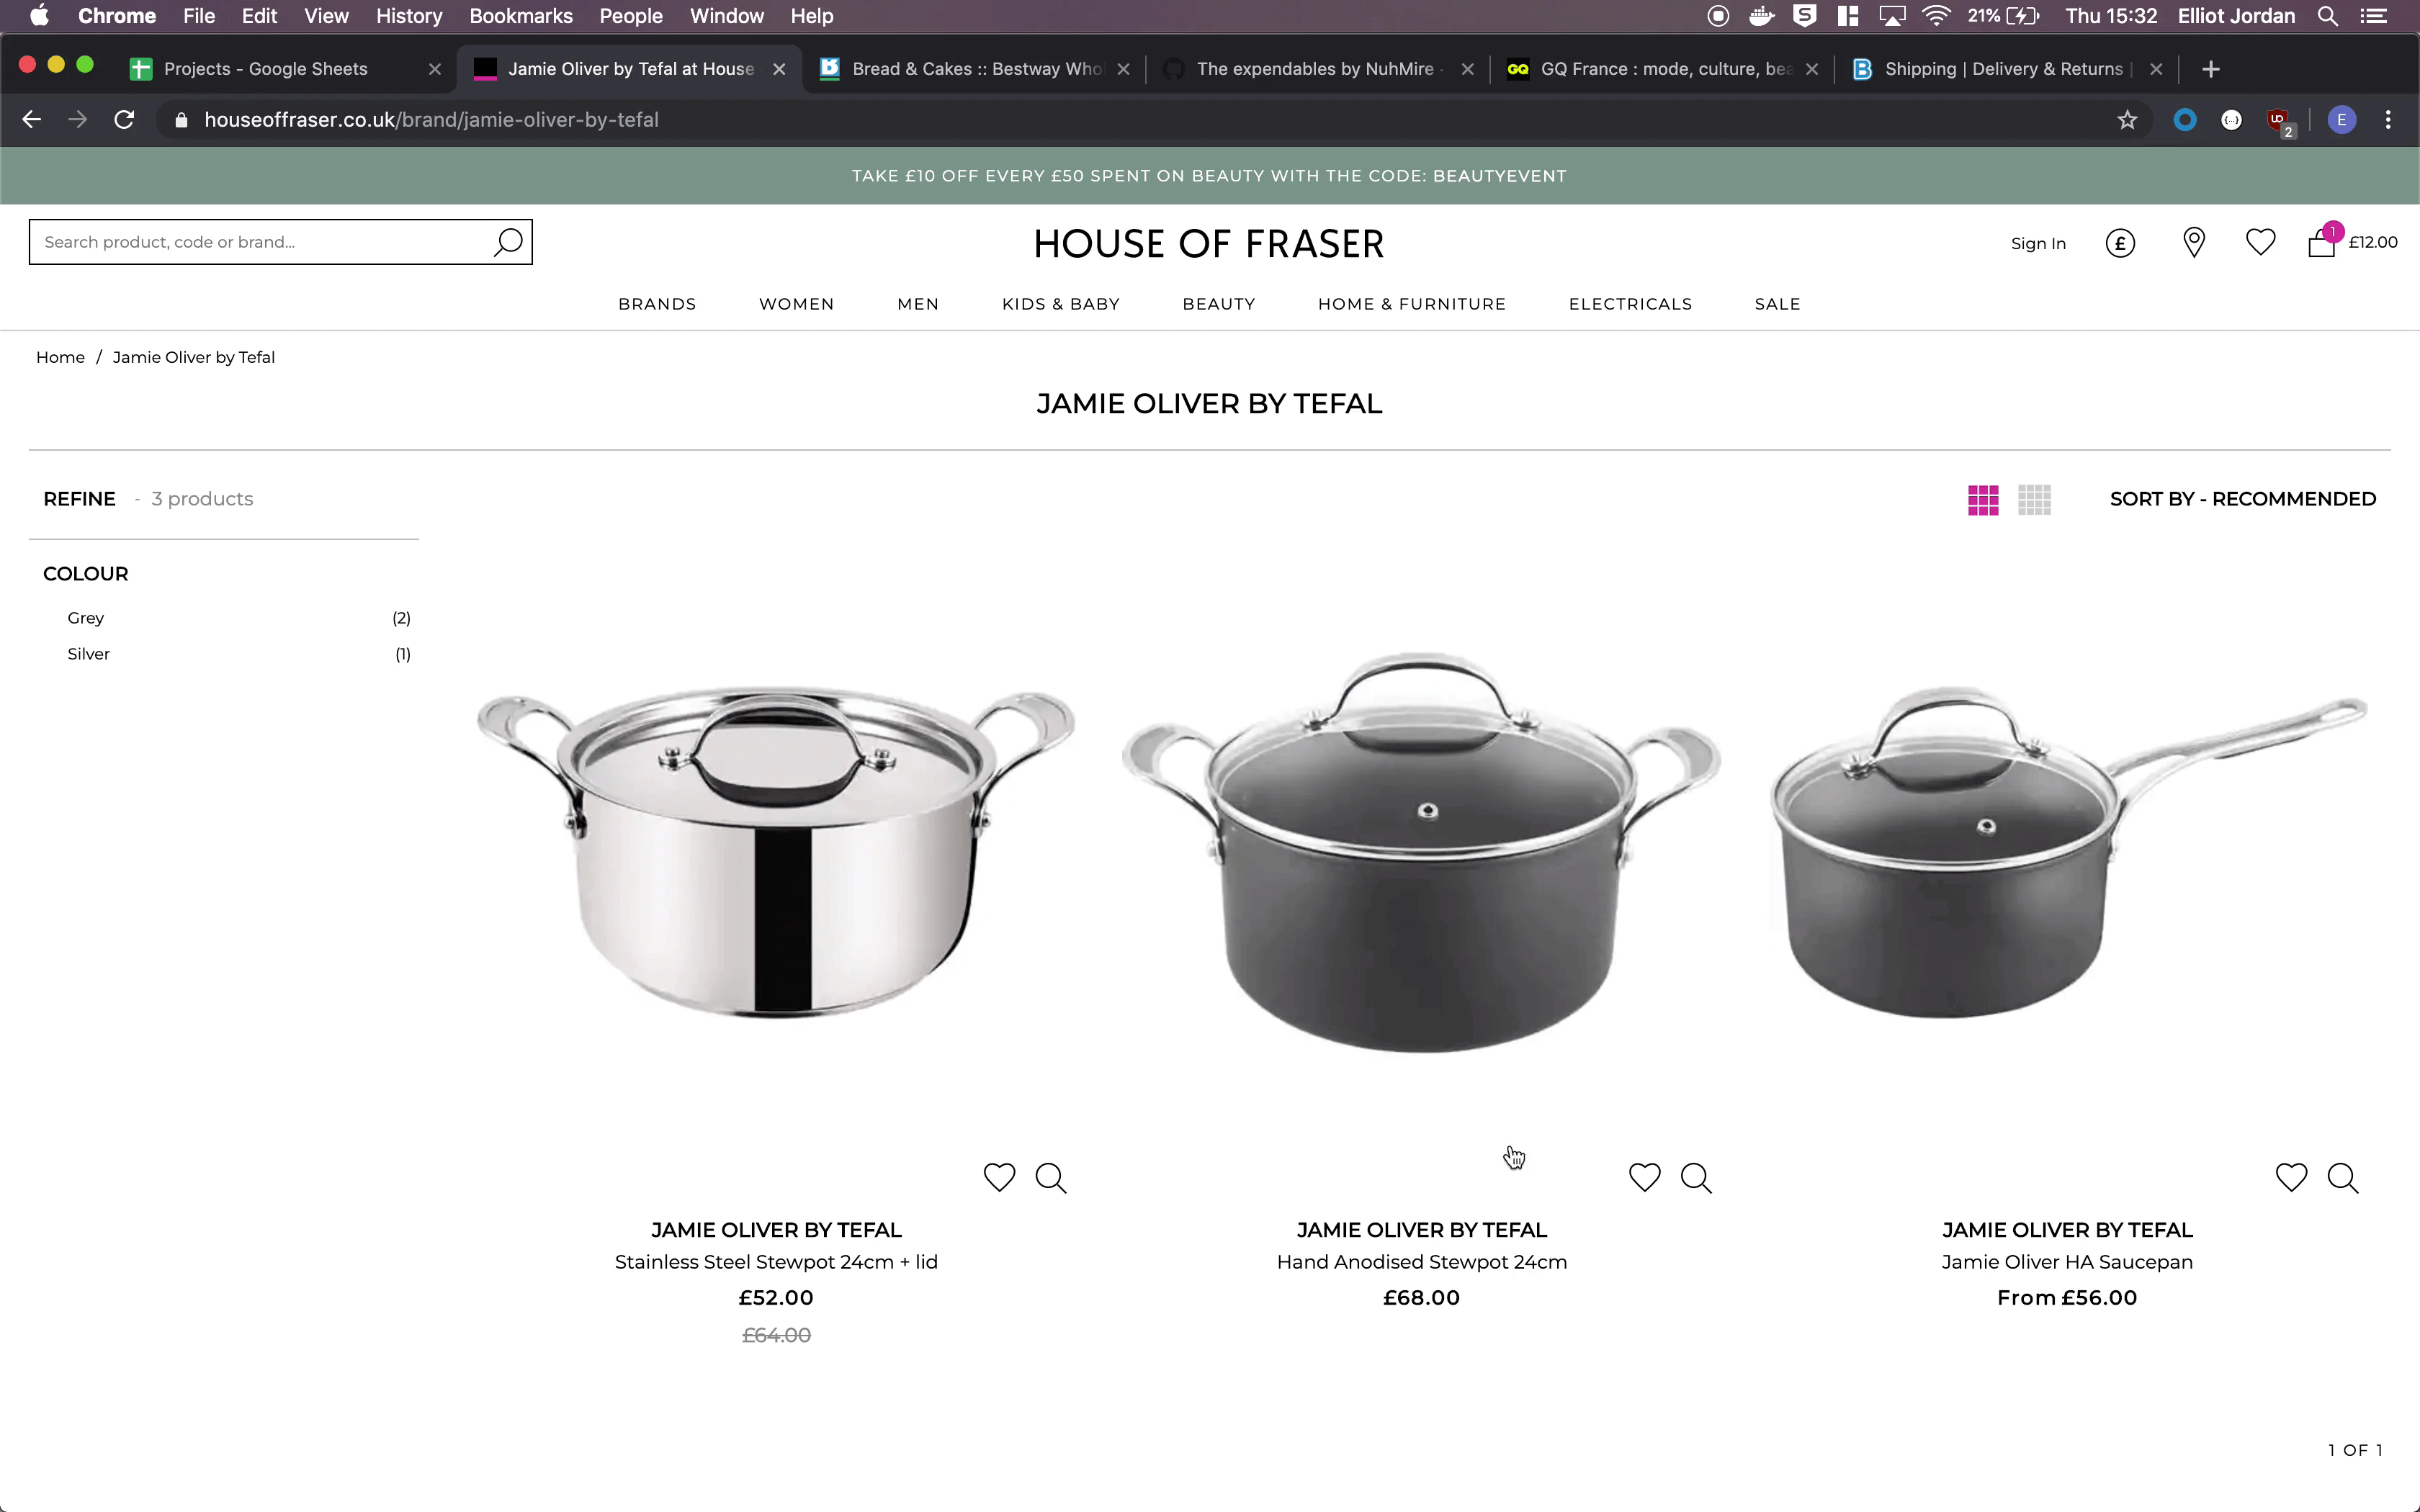 Chrome File Edit View History Bookmarks People Window Help 21% Thu 15:32 Elliot Jordan
Projects - Google Sheets Jamie Oliver by Tefal at House Bread & Cakes :: Bestway Who The expendables by NuhMire · GQ GQ France : mode, culture, bea Shipping | Delivery & Returns |
houseoffraser.co.uk/brand/jamie-oliver-by-tefal 2 E
TAKE £10 OFF EVERY £50 SPENT ON BEAUTY WITH THE CODE: BEAUTYEVENT
Search product, code or brand... HOUSE OF FRASER Sign In £ 1 £12.00
BRANDS WOMEN MEN KIDS & BABY BEAUTY HOME & FURNITURE ELECTRICALS SALE
Home / Jamie Oliver by Tefal
JAMIE OLIVER BY TEFAL
REFINE - 3 products SORT BY - RECOMMENDED
COLOUR
Grey (2)
Silver (1)
JAMIE OLIVER BY TEFAL
Stainless Steel Stewpot 24cm + lid
£52.00
£64.00
JAMIE OLIVER BY TEFAL
Hand Anodised Stewpot 24cm
£68.00
JAMIE OLIVER BY TEFAL
Jamie Oliver HA Saucepan
From £56.00
1 OF 1